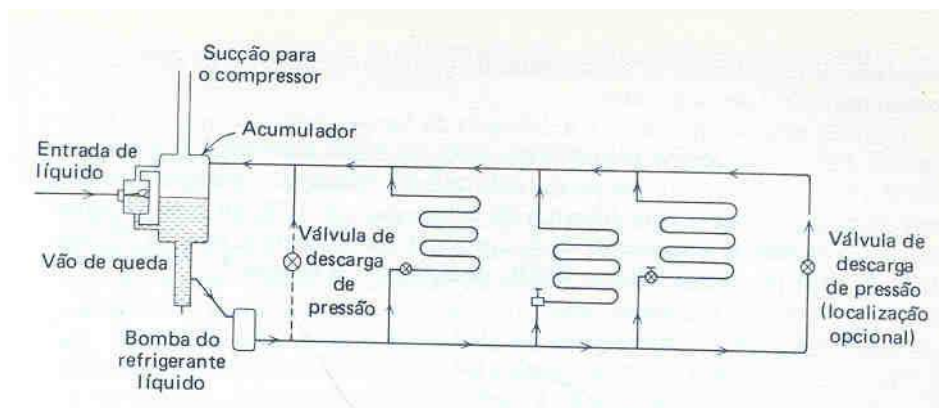 Sucção para
o compressor
Acumulador
Entrada de
líquido
Vão de queda
Válvula de
descarga
de
pressão
Válvula de
descarga
de pressão
(localização
opcional)
Bomba do
refrigerante
líquido